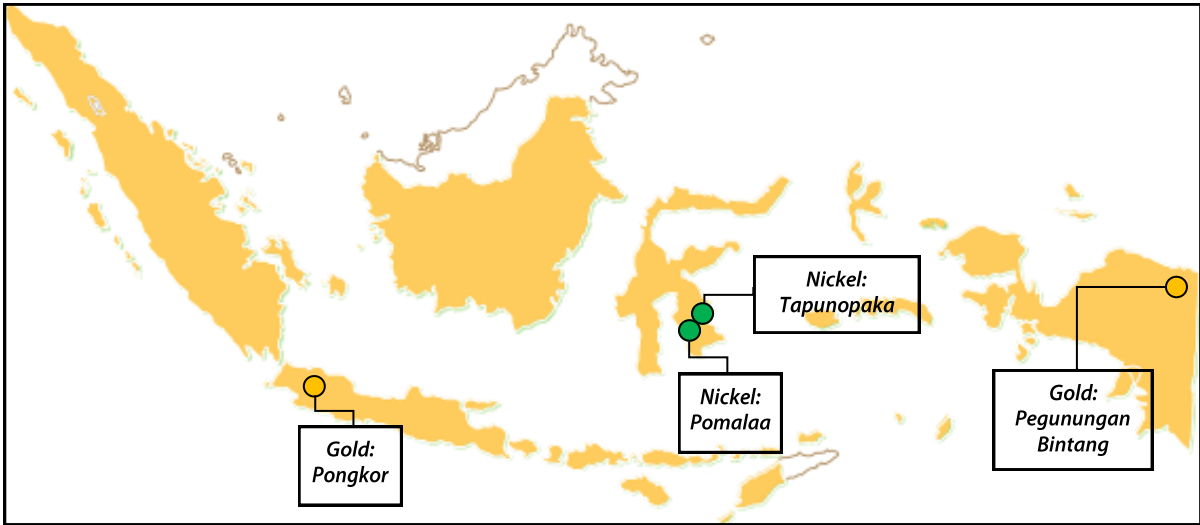 Nickel:
Tapunopaka
Nickel:
Pomalaa
Gold:
Pegunungan
Bintang
Gold:
Pongkor